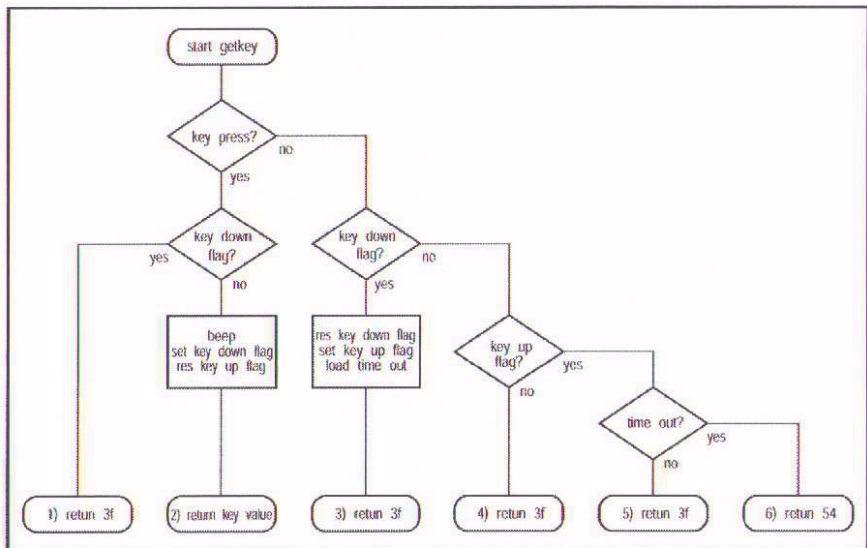 start getkey
key press?
no
yes
key down
flag?
yes
no
key down
flag?
no
yes
beep
set key down flag
res key up flag
res key down flag
set key up flag
load time out
key up
flag?
yes
no
time out?
yes
no
1) retun 3f
2) return key value
3) retun 3f
4) retun 3f
5) retun 3f
6) retun 54